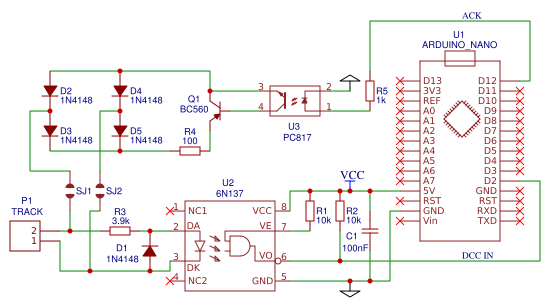 ACK
U1
ARDUINO_NANO
D13 D12
3V3 D11
REF D10
A0 D9
A1 D8
A2 D7
A3 D6
A4 D5
A5 D4
A6 D3
A7 D2
5V GND
RST RST
GND RXD
Vin TXD
D2
1N4148
D4
1N4148
D3
1N4148
D5
1N4148
Q1
BC560
R4
100
3 2
4 1
U3
PC817
R5
1k
SJ1 SJ2
P1
TRACK
2
1
R3
3.9k
D1
1N4148
U2
6N137
1 NC1 VCC 8
2 DA VE 7
3 DK VO 6
4 NC2 GND 5
VCC
R1
10k
R2
10k
C1
100nF
DCC IN